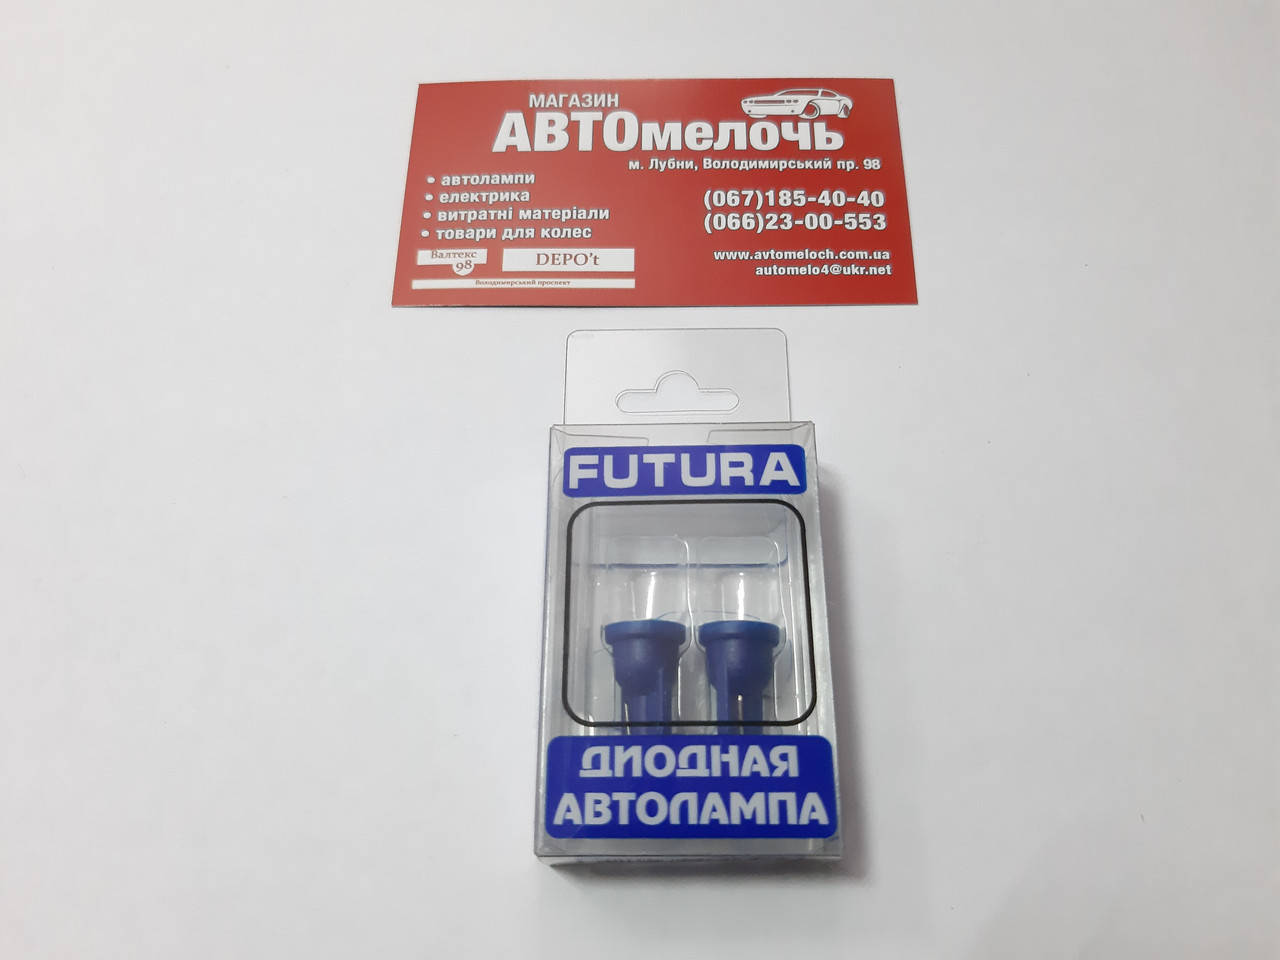 МАГАЗИН
АВТОмелочь
м. Лубни, Володимирський пр. 98
• автолампи
• електрика
• витратні матеріали
• товари для колес
(067)185-40-40
(066)23-00-553
www.avtomeloch.com.ua
automelo4@ukr.net
Валтекс
98
DEPO't
Володимирський проспект
FUTURA
ДИОДНАЯ
АВТОЛАМПА